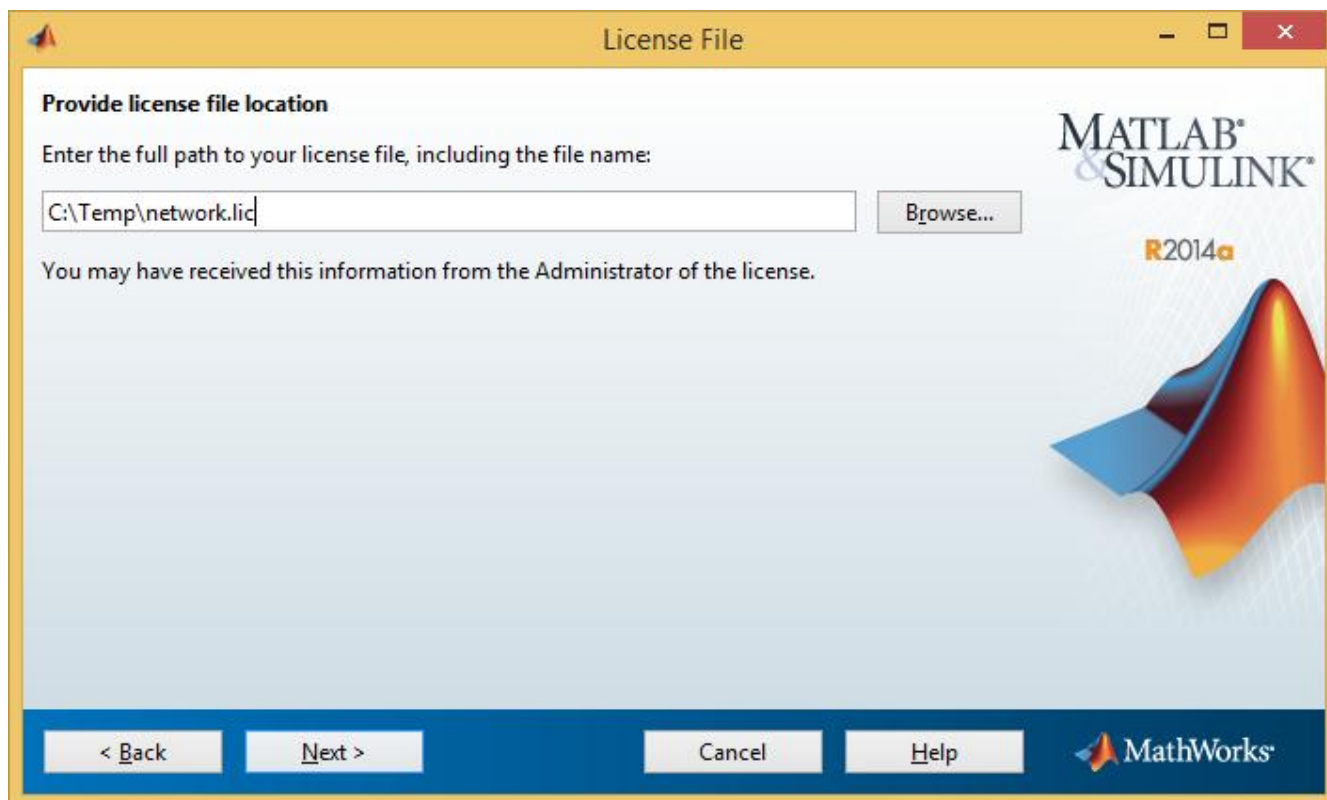 License File
Provide license file location
Enter the full path to your license file, including the file name:
C:\Temp\network.lic
Browse...
You may have received this information from the Administrator of the license.
MATLAB®
&SIMULINK®
R2014a
< Back
Next >
Cancel
Help
MathWorks®